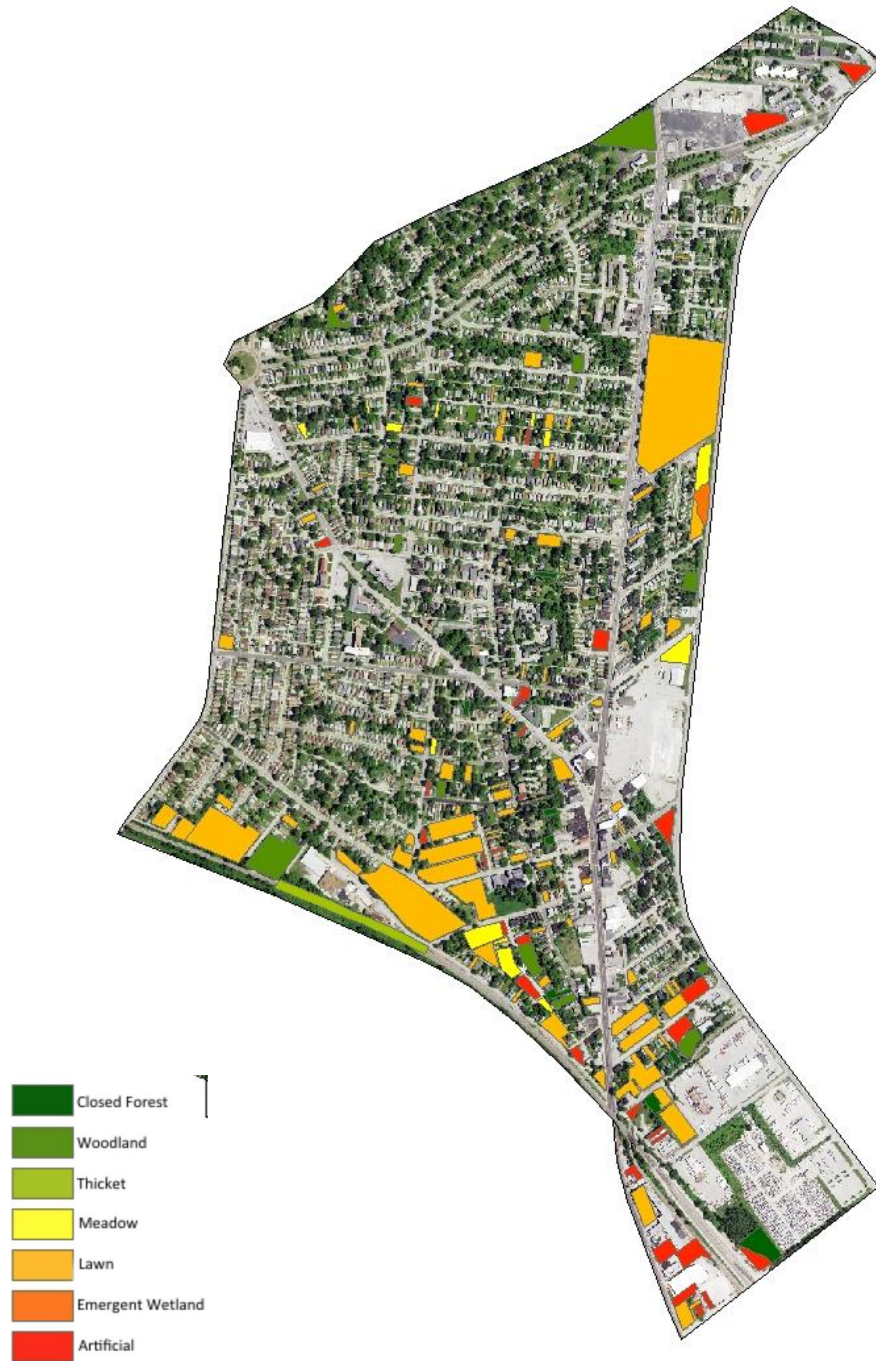 Closed Forest
Woodland
Thicket
Meadow
Lawn
Emergent Wetland
Artificial